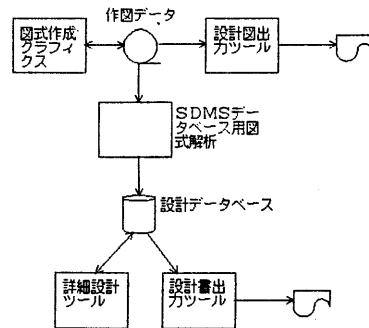 作図データ
図式作成
グラフィ
クス
設計図出
力ツール
SDMSデー
タベース用図
式解析
設計データベース
詳細設計
ツール
設計書出
力ツール